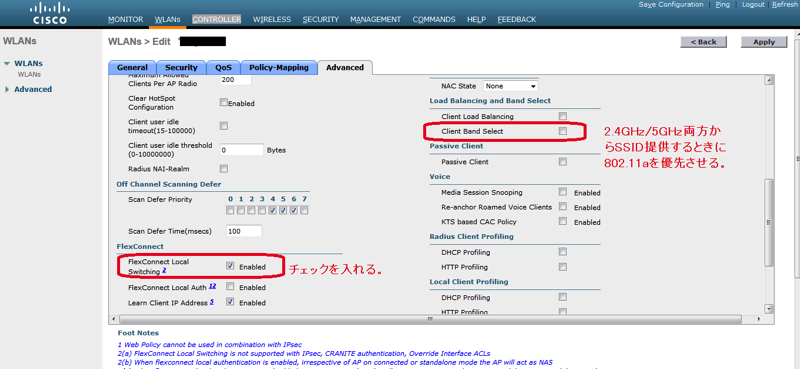 Save Configuration | Ping | Logout | Refresh
CISCO
MONITOR WLANs CONTROLLER WIRELESS SECURITY MANAGEMENT COMMANDS HELP FEEDBACK
WLANs
WLANs
WLANs
Advanced
WLANs > Edit
< Back
Apply
General
Security
QoS
Policy-Mapping
Advanced
Maximum Allowed
Clients Per AP Radio
200
Clear HotSpot
Configuration
Enabled
Client user idle
timeout(15-100000)
Client user idle threshold
(0-10000000)
0
Bytes
Radius NAI-Realm
Off Channel Scanning Defer
Scan Defer Priority
0 1 2 3 4 5 6 7
Scan Defer Time(msecs)
100
FlexConnect
FlexConnect Local
Switching 2
Enabled
チェックを入れる。
FlexConnect Local Auth 12
Enabled
Learn Client IP Address 5
Enabled
NAC State
None
Load Balancing and Band Select
Client Load Balancing
Client Band Select
2.4GHz/5GHz両方か
らSSID提供するときに
802.11aを優先させる。
Passive Client
Passive Client
Voice
Media Session Snooping
Enabled
Re-anchor Roamed Voice Clients
Enabled
KTS based CAC Policy
Enabled
Radius Client Profiling
DHCP Profiling
HTTP Profiling
Local Client Profiling
DHCP Profiling
HTTP Profiling
Foot Notes
1 Web Policy cannot be used in combination with IPsec
2(a) FlexConnect Local Switching is not supported with IPsec, CRANITE authentication, Override Interface ACLs
2(b) When flexconnect local authentication is enabled, irrespective of AP on connected or standalone mode the AP will act as NAS